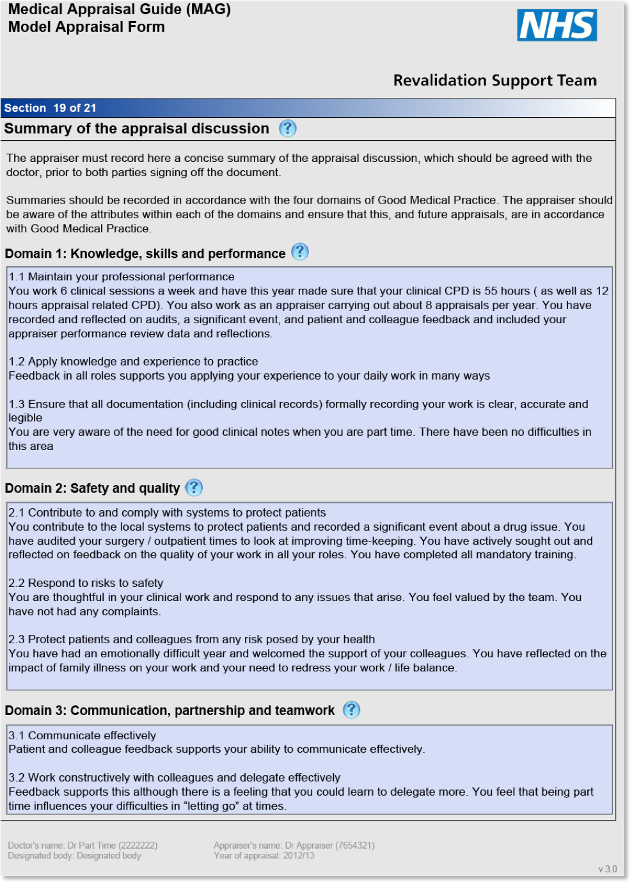 Medical Appraisal Guide (MAG)
Model Appraisal Form
NHS
Revalidation Support Team
Section 19 of 21
Summary of the appraisal discussion ?
The appraiser must record here a concise summary of the appraisal discussion, which should be agreed with the
doctor, prior to both parties signing off the document.
Summaries should be recorded in accordance with the four domains of Good Medical Practice. The appraiser should
be aware of the attributes within each of the domains and ensure that this, and future appraisals, are in accordance
with Good Medical Practice.
Domain 1: Knowledge, skills and performance ?
1.1 Maintain your professional performance
You work 6 clinical sessions a week and have this year made sure that your clinical CPD is 55 hours ( as well as 12
hours appraisal related CPD). You also work as an appraiser carrying out about 8 appraisals per year. You have
recorded and reflected on audits, a significant event, and patient and colleague feedback and included your
appraiser performance review data and reflections.
1.2 Apply knowledge and experience to practice
Feedback in all roles supports you applying your experience to your daily work in many ways
1.3 Ensure that all documentation (including clinical records) formally recording your work is clear, accurate and
legible
You are very aware of the need for good clinical notes when you are part time. There have been no difficulties in
this area
Domain 2: Safety and quality ?
2.1 Contribute to and comply with systems to protect patients
You contribute to the local systems to protect patients and recorded a significant event about a drug issue. You
have audited your surgery / outpatient times to look at improving time-keeping. You have actively sought out and
reflected on feedback on the quality of your work in all your roles. You have completed all mandatory training.
2.2 Respond to risks to safety
You are thoughtful in your clinical work and respond to any issues that arise. You feel valued by the team. You
have not had any complaints.
2.3 Protect patients and colleagues from any risk posed by your health
You have had an emotionally difficult year and welcomed the support of your colleagues. You have reflected on the
impact of family illness on your work and your need to redress your work / life balance.
Domain 3: Communication, partnership and teamwork ?
3.1 Communicate effectively
Patient and colleague feedback supports your ability to communicate effectively.
3.2 Work constructively with colleagues and delegate effectively
Feedback supports this although there is a feeling that you could learn to delegate more. You feel that being part
time influences your difficulties in "letting go" at times.
Doctor's name: Dr Part Time (2222222) Appraiser's name: Dr Appraiser (7654321)
Designated body: Designated body Year of appraisal: 2012/13
v 3.0